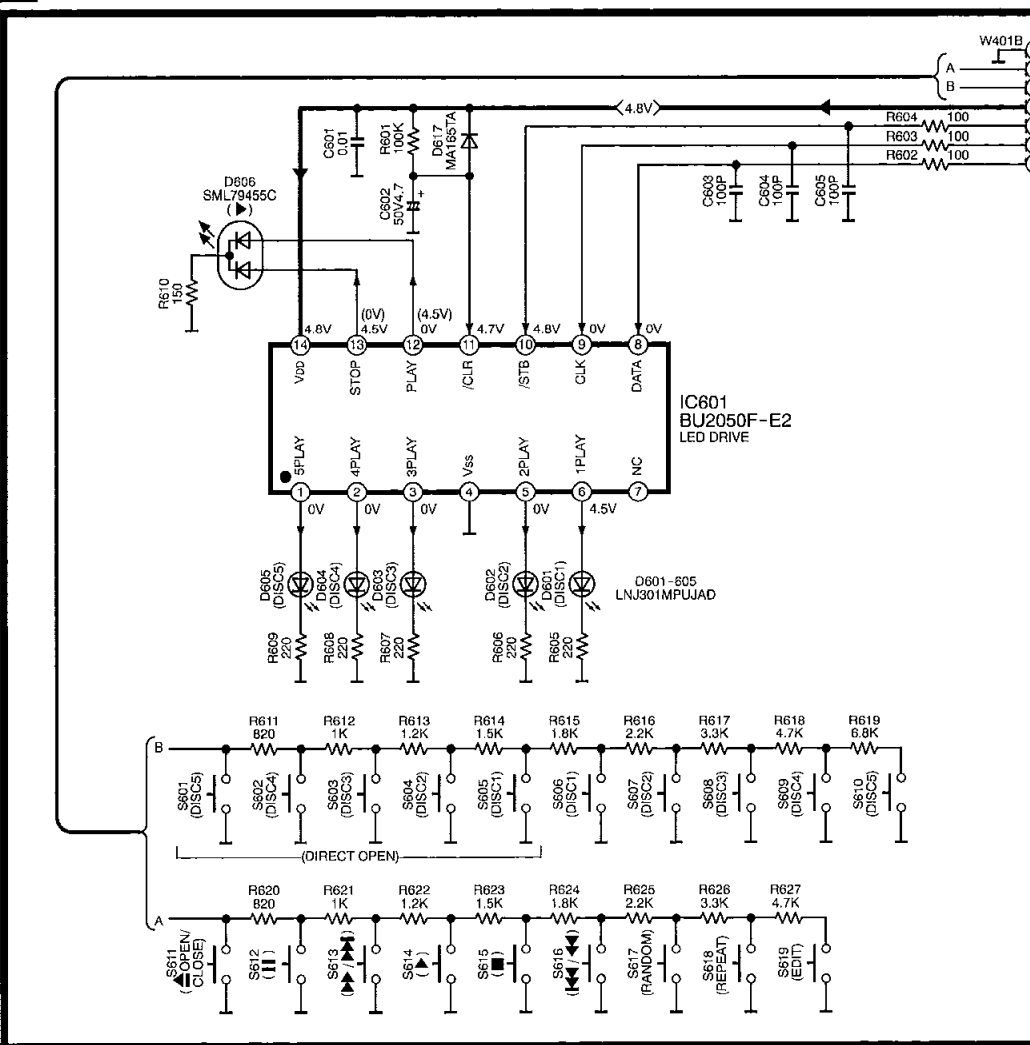 W401B
A
B
4.8V
R604 100
R603 100
R602 100
C601 0.01
R601 100K
D617 MA165TA
C602 50V4.7
+
C603 100P
C604 100P
C605 100P
D606
SML79455C
(▶)
R610 150
4.8V
(0V)
4.5V
(4.5V)
0V
4.7V
4.8V
0V
0V
14 13 12 11 10 9 8
VDD STOP PLAY /CLR /STB CLK DATA
IC601
BU2050F-E2
LED DRIVE
5PLAY 4PLAY 3PLAY Vss 2PLAY 1PLAY NC
1 2 3 4 5 6 7
0V 0V 0V 0V 4.5V
D605 (DISC5)
D604 (DISC4)
D603 (DISC3)
D602 (DISC2)
D601 (DISC1)
D601-605
LNJ301MPUJAD
R609 220
R608 220
R607 220
R606 220
R605 220
B
R611 R612 R613 R614 R615 R616 R617 R618 R619
820 1K 1.2K 1.5K 1.8K 2.2K 3.3K 4.7K 6.8K
S601 (DISC5)
S602 (DISC4)
S603 (DISC3)
S604 (DISC2)
S605 (DISC1)
S606 (DISC1)
S607 (DISC2)
S608 (DISC3)
S609 (DISC4)
S610 (DISC5)
(DIRECT OPEN)
A
R620 R621 R622 R623 R624 R625 R626 R627
820 1K 1.2K 1.5K 1.8K 2.2K 3.3K 4.7K
S611 (OPEN/CLOSE)
S612
S613
S614
S615 (■)
S616
S617 (RANDOM)
S618 (REPEAT)
S619 (EDIT)